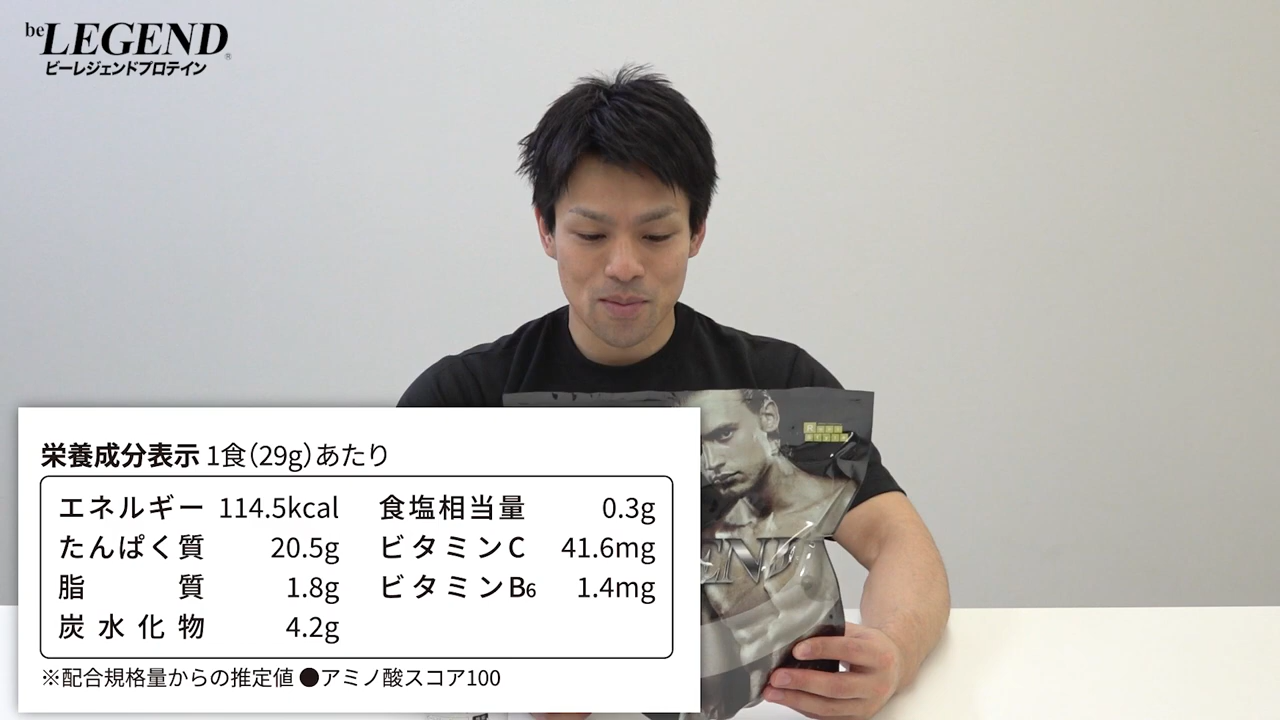 be LEGEND®
ビーレジェンドプロテイン
栄養成分表示 1食(29g)あたり
エネルギー 114.5kcal 食塩相当量 0.3g
たんぱく質 20.5g ビタミンC 41.6mg
脂質 1.8g ビタミンB6 1.4mg
炭水化物 4.2g
※配合規格量からの推定値 ●アミノ酸スコア100